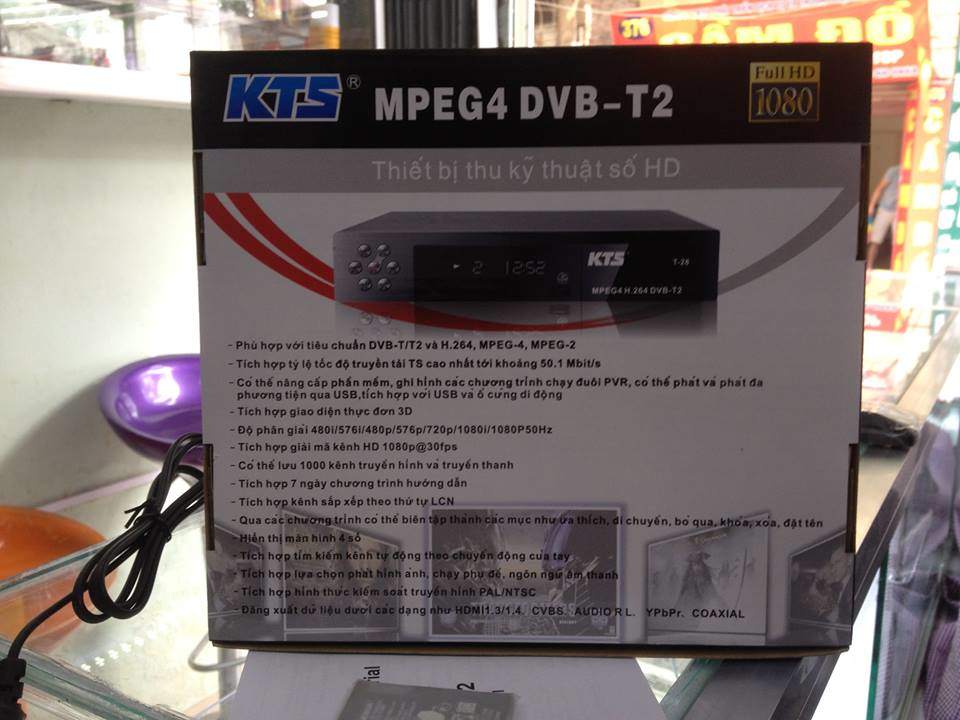 376
CẦM ĐỒ
KTS®
MPEG4 DVB-T2
Full HD
1080
Thiết bị thu kỹ thuật số HD
2 12:52
KTS
T-28
MPEG4 H.264 DVB-T2
- Phù hợp với tiêu chuẩn DVB-T/T2 và H.264, MPEG-4, MPEG-2
- Tích hợp tỷ lệ tốc độ truyền tải TS cao nhất tới khoảng 50.1 Mbit/s
- Có thể nâng cấp phần mềm, ghi hình các chương trình chạy đuôi PVR, có thể phát và phát đa
phương tiện qua USB,tích hợp với USB và ổ cứng di động
- Tích hợp giao diện thực đơn 3D
- Độ phân giải 480i/576i/480p/576p/720p/1080i/1080P50Hz
- Tích hợp giải mã kênh HD 1080p@30fps
- Có thể lưu 1000 kênh truyền hình và truyền thanh
- Tích hợp 7 ngày chương trình hướng dẫn
- Tích hợp kênh sắp xếp theo thứ tự LCN
- Qua các chương trình có thể biên tập thành các mục như ưa thích, di chuyển, bỏ qua, khóa, xóa, đặt tên
- Hiển thị màn hình 4 số
- Tích hợp tìm kiếm kênh tự động theo chuyển động của tay
- Tích hợp lựa chọn phát hình ảnh, chạy phụ đề, ngôn ngữ âm thanh
- Tích hợp hình thức kiểm soát truyền hình PAL/NTSC
- Đăng xuất dữ liệu dưới các dạng như HDMI1.3/1.4. CVBS. AUDIO R L. YPbPr. COAXIAL